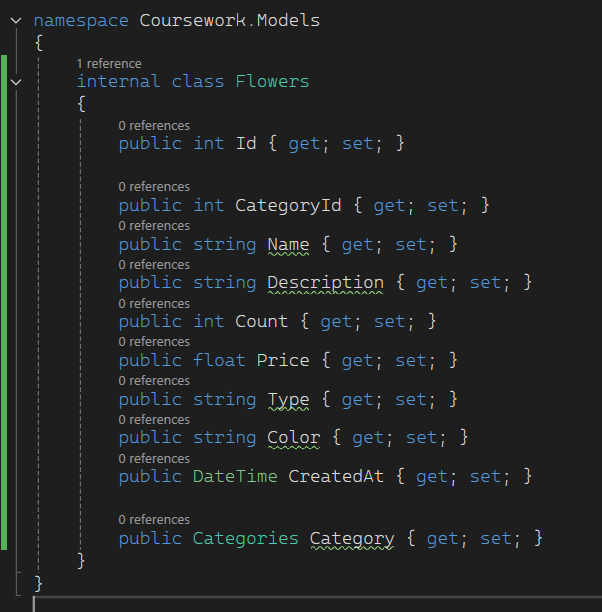 namespace Coursework.Models
{
1 reference
internal class Flowers
{
0 references
public int Id { get; set; }
0 references
public int CategoryId { get; set; }
0 references
public string Name { get; set; }
0 references
public string Description { get; set; }
0 references
public int Count { get; set; }
0 references
public float Price { get; set; }
0 references
public string Type { get; set; }
0 references
public string Color { get; set; }
0 references
public DateTime CreatedAt { get; set; }
0 references
public Categories Category { get; set; }
}
}